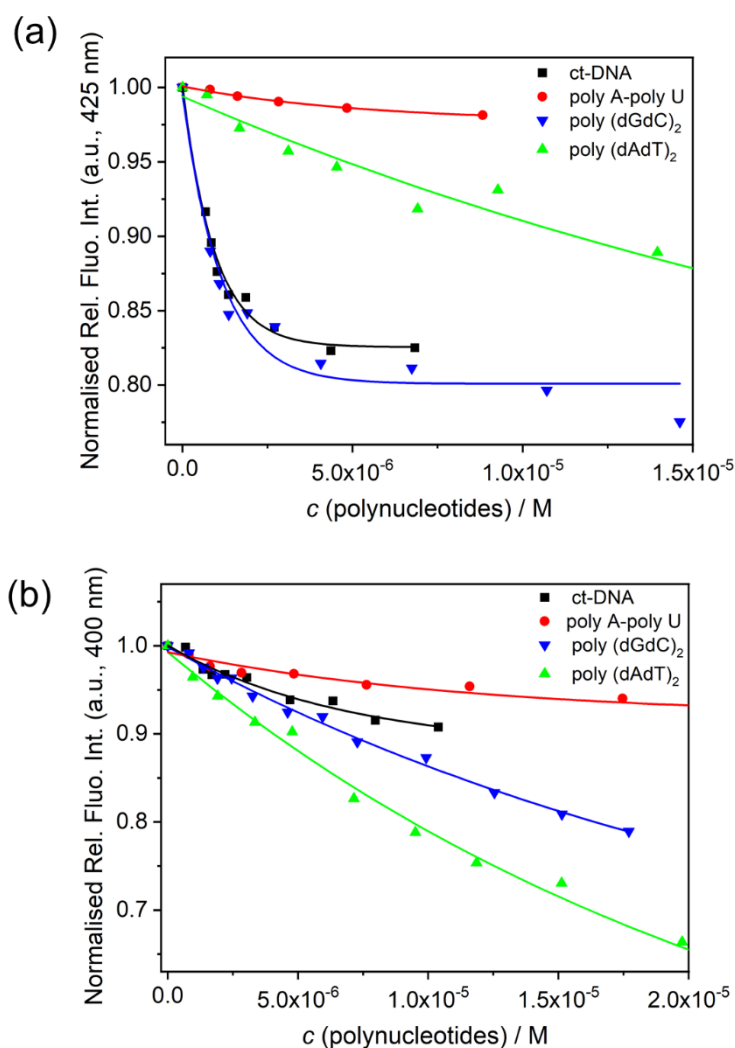 (a)
Normalised Rel. Fluo. Int. (a.u., 425 nm)
1.00
0.95
0.90
0.85
0.80
ct-DNA
poly A-poly U
poly (dGdC)₂
poly (dAdT)₂
0.0
5.0x10⁻⁶
1.0x10⁻⁵
1.5x10⁻⁵
c (polynucleotides) / M
(b)
Normalised Rel. Fluo. Int. (a.u., 400 nm)
1.0
0.9
0.8
0.7
ct-DNA
poly A-poly U
poly (dGdC)₂
poly (dAdT)₂
0.0
5.0x10⁻⁶
1.0x10⁻⁵
1.5x10⁻⁵
2.0x10⁻⁵
c (polynucleotides) / M